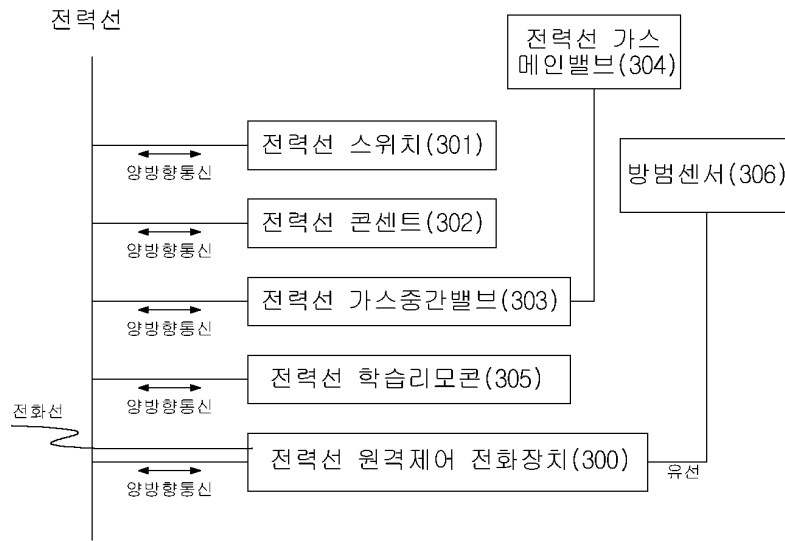 전력선
전력선 가스
메인밸브(304)
전력선 스위치(301)
양방향통신
방범센서(306)
전력선 콘센트(302)
양방향통신
전력선 가스중간밸브(303)
양방향통신
전력선 학습리모콘(305)
양방향통신
전화선
전력선 원격제어 전화장치(300)
유선
양방향통신